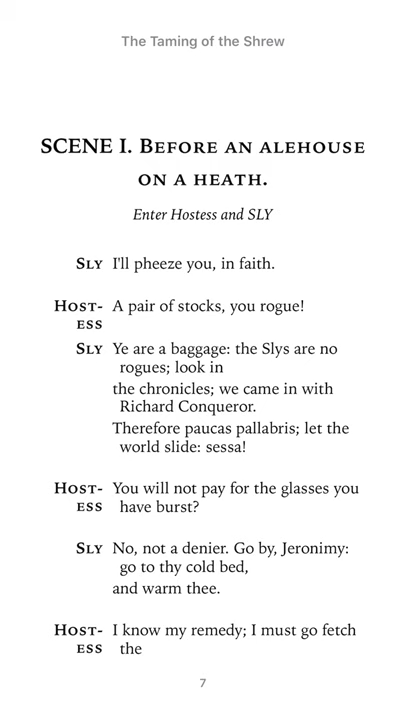 The Taming of the Shrew
SCENE I. BEFORE AN ALEHOUSE
ON A HEATH.
Enter Hostess and SLY
SLY I'll pheeze you, in faith.
HOST- A pair of stocks, you rogue!
ESS
SLY Ye are a baggage: the Slys are no
rogues; look in
the chronicles; we came in with
Richard Conqueror.
Therefore paucas pallabris; let the
world slide: sessa!
HOST- You will not pay for the glasses you
ESS have burst?
SLY No, not a denier. Go by, Jeronimy:
go to thy cold bed,
and warm thee.
HOST- I know my remedy; I must go fetch
ESS the
7